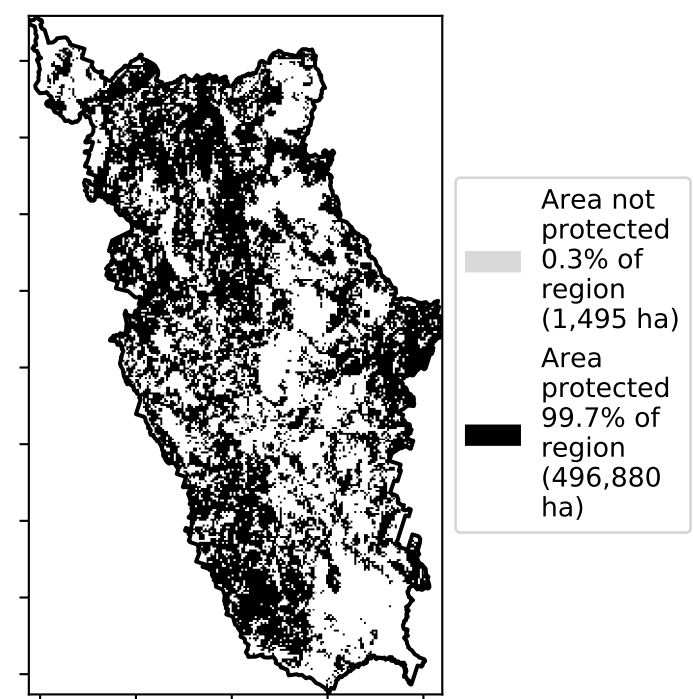 Area not
protected
0.3% of
region
(1,495 ha)
Area
protected
99.7% of
region
(496,880
ha)